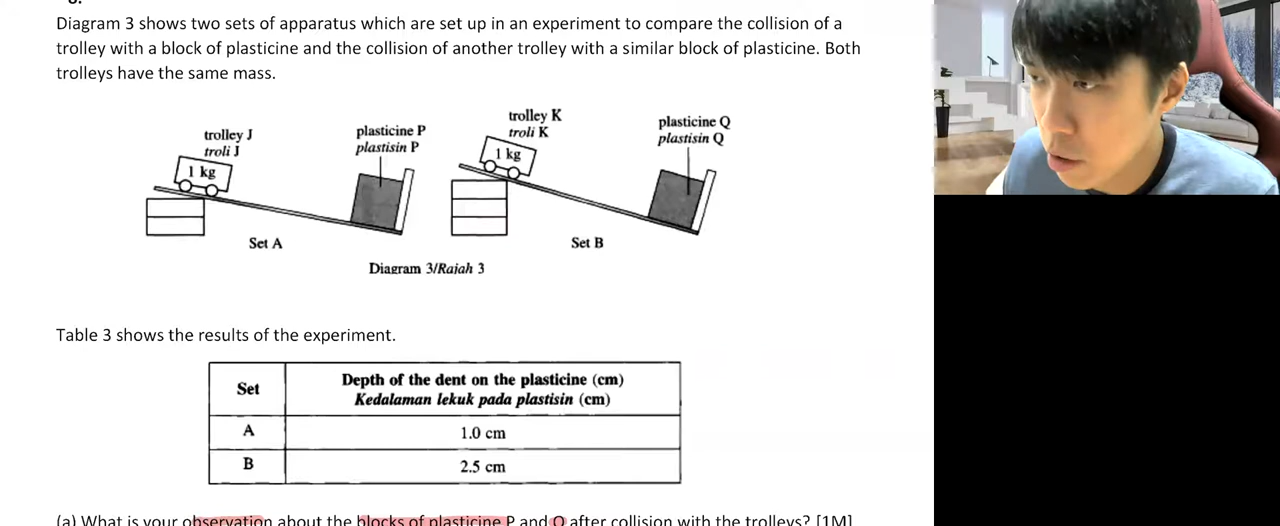 Diagram 3 shows two sets of apparatus which are set up in an experiment to compare the collision of a
trolley with a block of plasticine and the collision of another trolley with a similar block of plasticine. Both
trolleys have the same mass.
trolley J
troli J
1 kg
plasticine P
plastisin P
Set A
trolley K
troli K
1 kg
plasticine Q
plastisin Q
Set B
Diagram 3/Rajah 3
Table 3 shows the results of the experiment.
Set
Depth of the dent on the plasticine (cm)
Kedalaman lekuk pada plastisin (cm)
A
1.0 cm
B
2.5 cm
(a) What is your observation about the blocks of plasticine P and Q after collision with the trolleys? [1M]